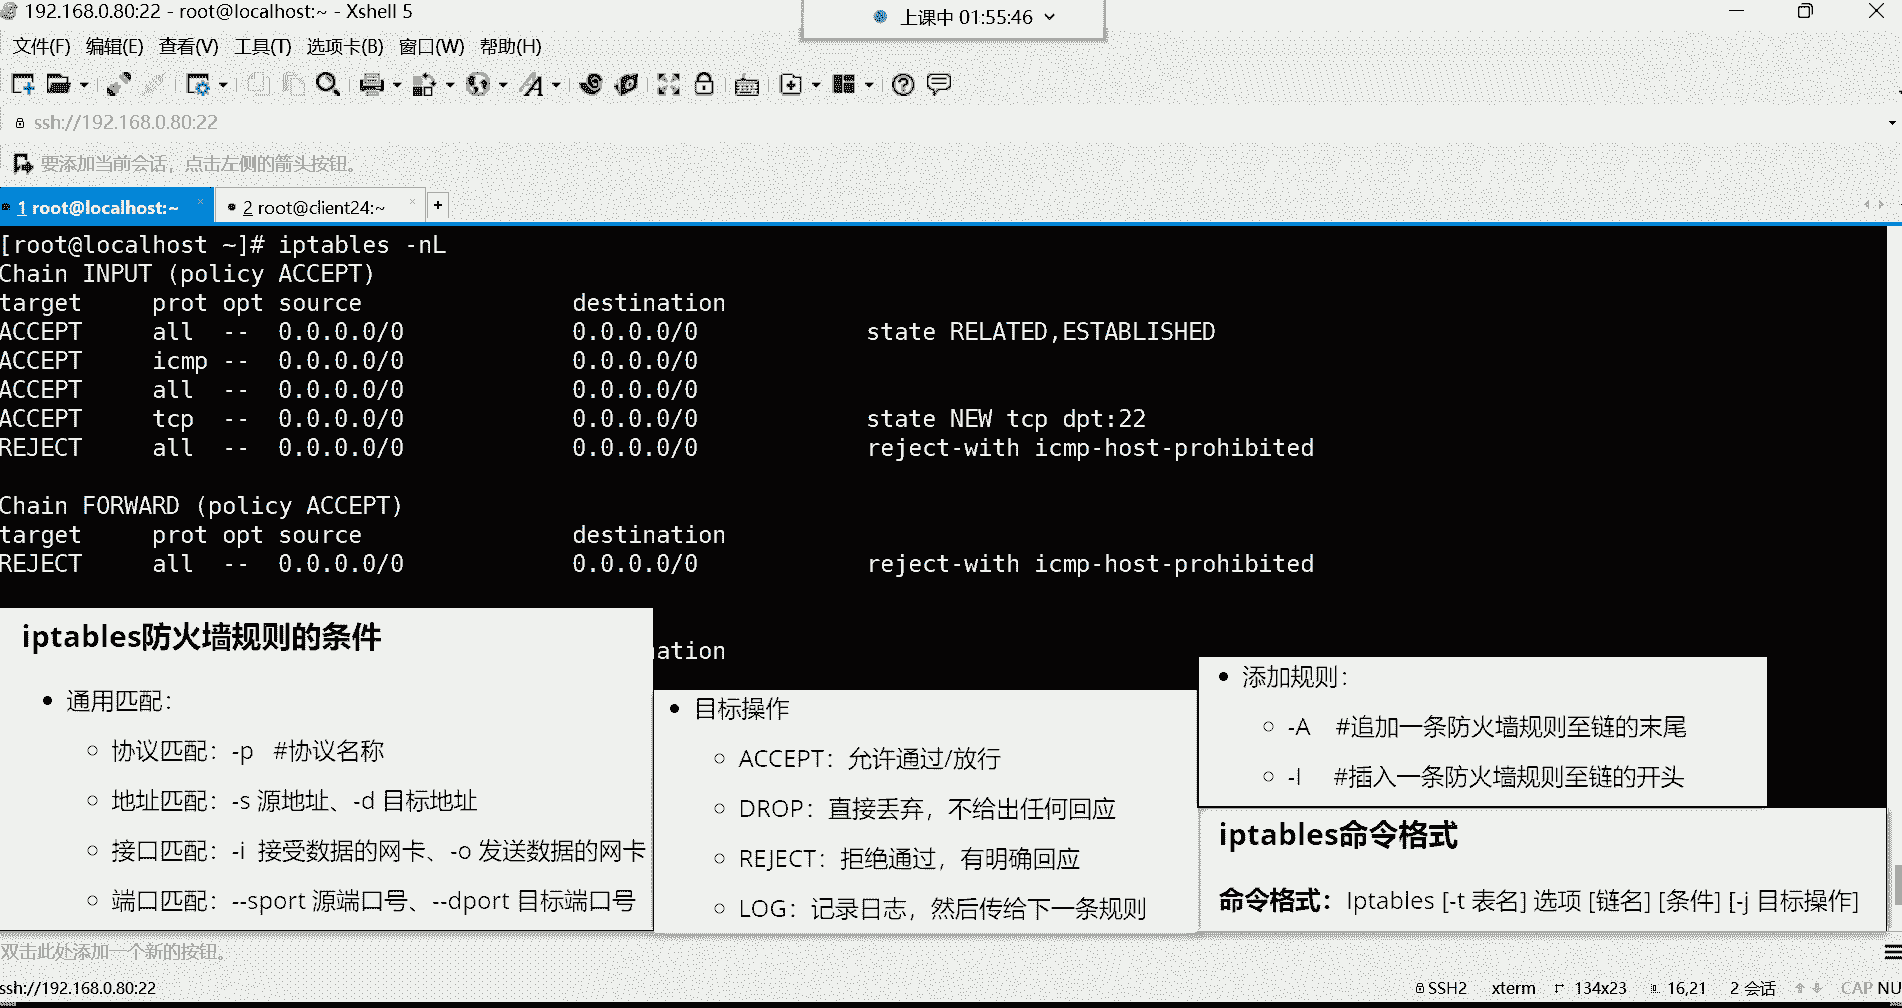 192.168.0.80:22 - root@localhost:~ - Xshell 5
上课中 01:55:46
文件(F) 编辑(E) 查看(V) 工具(T) 选项卡(B) 窗口(W) 帮助(H)
ssh://192.168.0.80:22
要添加当前会话，点击左侧的箭头按钮。
1 root@localhost:~
2 root@client24:~
[root@localhost ~]# iptables -nL
Chain INPUT (policy ACCEPT)
target prot opt source destination
ACCEPT all -- 0.0.0.0/0 0.0.0.0/0 state RELATED,ESTABLISHED
ACCEPT icmp -- 0.0.0.0/0 0.0.0.0/0
ACCEPT all -- 0.0.0.0/0 0.0.0.0/0
ACCEPT tcp -- 0.0.0.0/0 0.0.0.0/0 state NEW tcp dpt:22
REJECT all -- 0.0.0.0/0 0.0.0.0/0 reject-with icmp-host-prohibited
Chain FORWARD (policy ACCEPT)
target prot opt source destination
REJECT all -- 0.0.0.0/0 0.0.0.0/0 reject-with icmp-host-prohibited
iptables防火墙规则的条件
通用匹配：
协议匹配：-p #协议名称
地址匹配：-s 源地址、-d 目标地址
接口匹配：-i 接受数据的网卡、-o 发送数据的网卡
端口匹配：--sport 源端口号、--dport 目标端口号
目标操作
ACCEPT：允许通过/放行
DROP：直接丢弃，不给出任何回应
REJECT：拒绝通过，有明确回应
LOG：记录日志，然后传给下一条规则
添加规则：
-A #追加一条防火墙规则至链的末尾
-I #插入一条防火墙规则至链的开头
iptables命令格式
命令格式：Iptables [-t 表名] 选项 [链名] [条件] [-j 目标操作]
双击此处添加一个新的按钮。
ssh://192.168.0.80:22
SSH2 xterm 134x23 16,21 2 会话 CAP NU